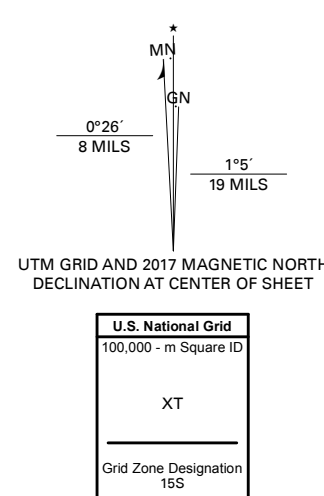 ★
MN
GN
0°26´
8 MILS
1°5´
19 MILS
UTM GRID AND 2017 MAGNETIC NORTH
DECLINATION AT CENTER OF SHEET
U.S. National Grid
100,000 - m Square ID
XT
Grid Zone Designation
15S